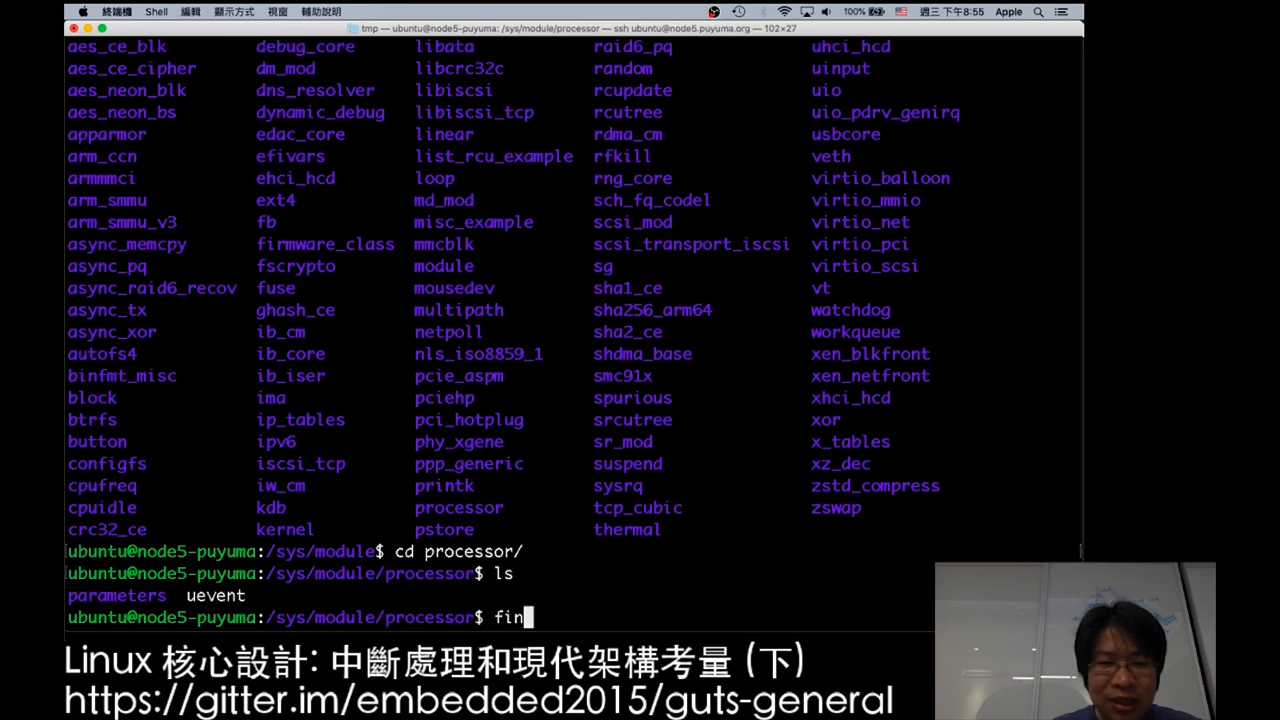 終端機 Shell 編輯 顯示方式 視窗 輔助說明 100% 週三 下午8:55 Apple
tmp — ubuntu@node5-puyuma: /sys/module/processor — ssh ubuntu@node5.puyuma.org — 102×27
aes_ce_blk debug_core libata raid6_pq uhci_hcd
aes_ce_cipher dm_mod libcrc32c random uinput
aes_neon_blk dns_resolver libiscsi rcupdate uio
aes_neon_bs dynamic_debug libiscsi_tcp rcutree uio_pdrv_genirq
apparmor edac_core linear rdma_cm usbcore
arm_ccn efivars list_rcu_example rfkill veth
armmmci ehci_hcd loop rng_core virtio_balloon
arm_smmu ext4 md_mod sch_fq_codel virtio_mmio
arm_smmu_v3 fb misc_example scsi_mod virtio_net
async_memcpy firmware_class mmcblk scsi_transport_iscsi virtio_pci
async_pq fscrypto module sg virtio_scsi
async_raid6_recov fuse mousedev sha1_ce vt
async_tx ghash_ce multipath sha256_arm64 watchdog
async_xor ib_cm netpoll sha2_ce workqueue
autofs4 ib_core nls_iso8859_1 shdma_base xen_blkfront
binfmt_misc ib_iser pcie_aspm smc91x xen_netfront
block ima pciehp spurious xhci_hcd
btrfs ip_tables pci_hotplug srcutree xor
button ipv6 phy_xgene sr_mod x_tables
configfs iscsi_tcp ppp_generic suspend xz_dec
cpufreq iw_cm printk sysrq zstd_compress
cpuidle kdb processor tcp_cubic zswap
crc32_ce kernel pstore thermal
ubuntu@node5-puyuma:/sys/module$ cd processor/
ubuntu@node5-puyuma:/sys/module/processor$ ls
parameters uevent
ubuntu@node5-puyuma:/sys/module/processor$ fin
Linux 核心設計: 中斷處理和現代架構考量 (下)
https://gitter.im/embedded2015/guts-general